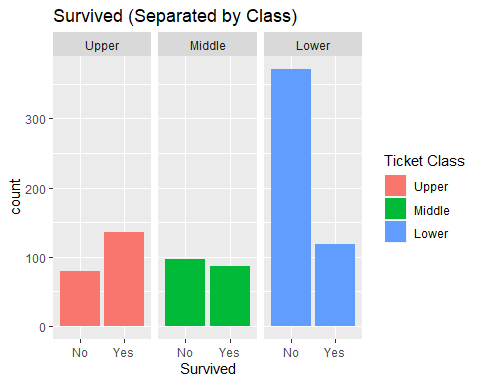 Survived (Separated by Class)
Upper
Middle
Lower
count
300
200
100
0
No
Yes
No
Yes
No
Yes
Survived
Ticket Class
Upper
Middle
Lower